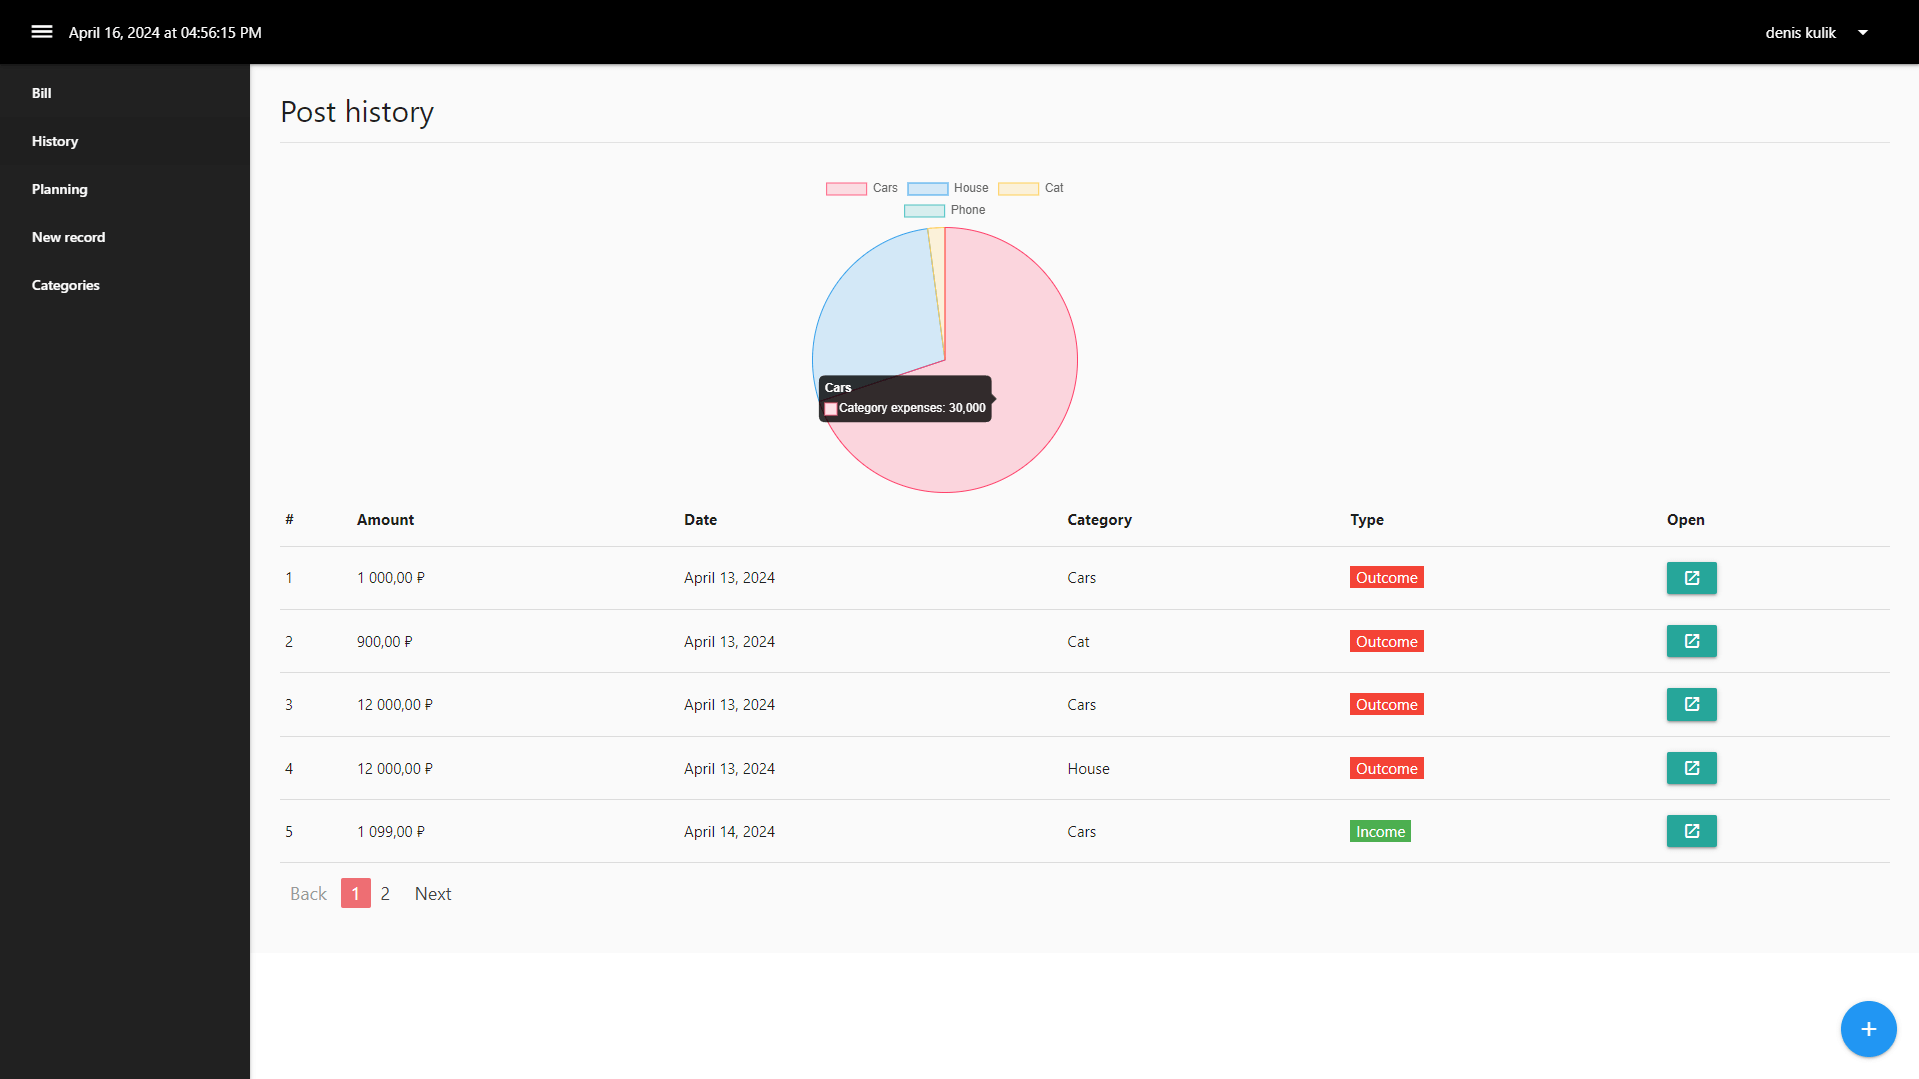 April 16, 2024 at 04:56:15 PM
denis kulik
Bill
History
Planning
New record
Categories
Post history
Cars House Cat
Phone
Cars
Category expenses: 30,000
# Amount Date Category Type Open
1 1 000,00 ₽ April 13, 2024 Cars Outcome
2 900,00 ₽ April 13, 2024 Cat Outcome
3 12 000,00 ₽ April 13, 2024 Cars Outcome
4 12 000,00 ₽ April 13, 2024 House Outcome
5 1 099,00 ₽ April 14, 2024 Cars Income
Back 1 2 Next